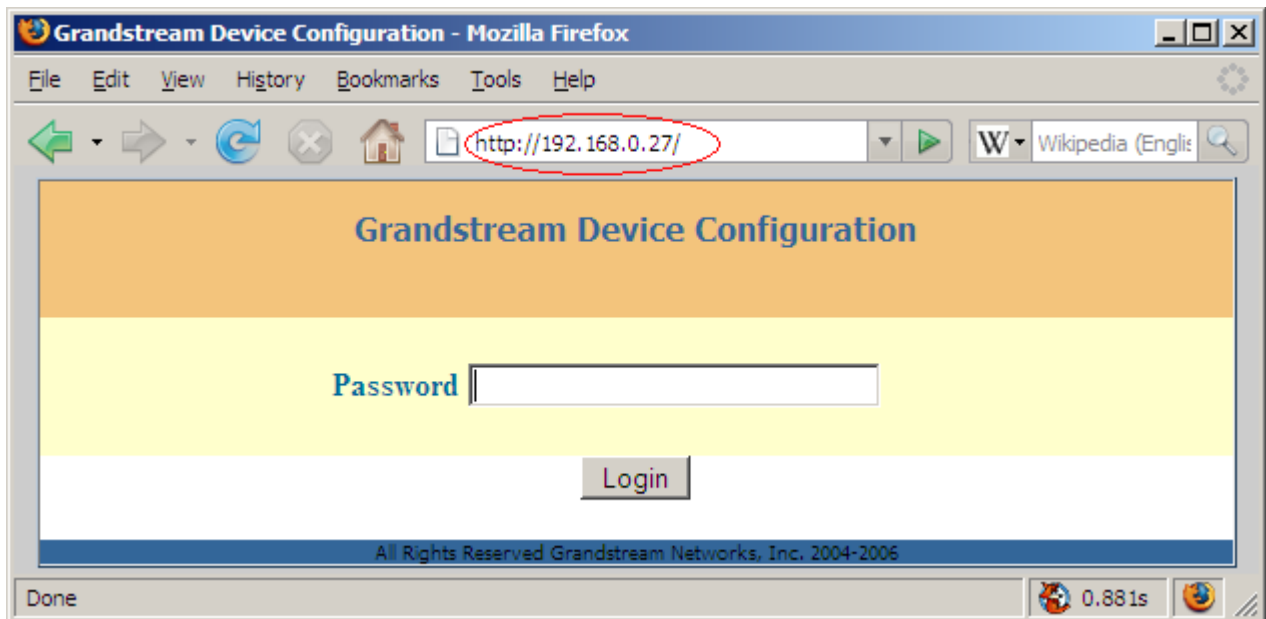 Grandstream Device Configuration - Mozilla Firefox
File Edit View History Bookmarks Tools Help
http://192.168.0.27/ W Wikipedia (Englis
Grandstream Device Configuration
Password
Login
All Rights Reserved Grandstream Networks, Inc. 2004-2006
Done 0.881s